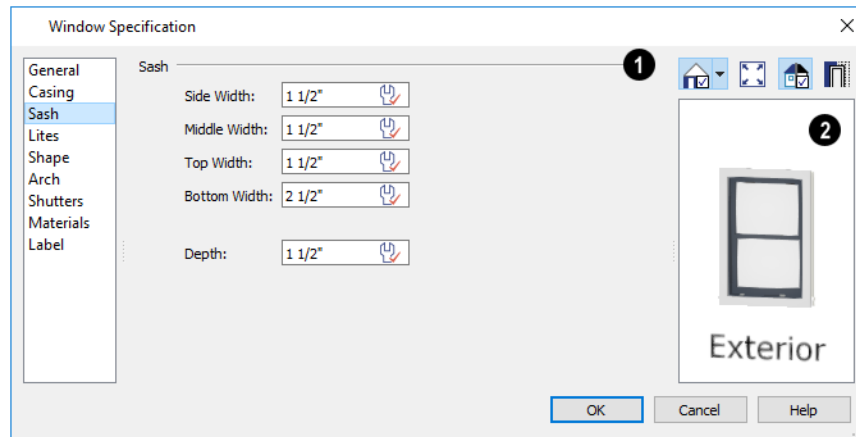 Window Specification
General
Casing
Sash
Lites
Shape
Arch
Shutters
Materials
Label
Sash
1
Side Width: 1 1/2"
Middle Width: 1 1/2"
Top Width: 1 1/2"
Bottom Width: 2 1/2"
Depth: 1 1/2"
2
Exterior
OK Cancel Help